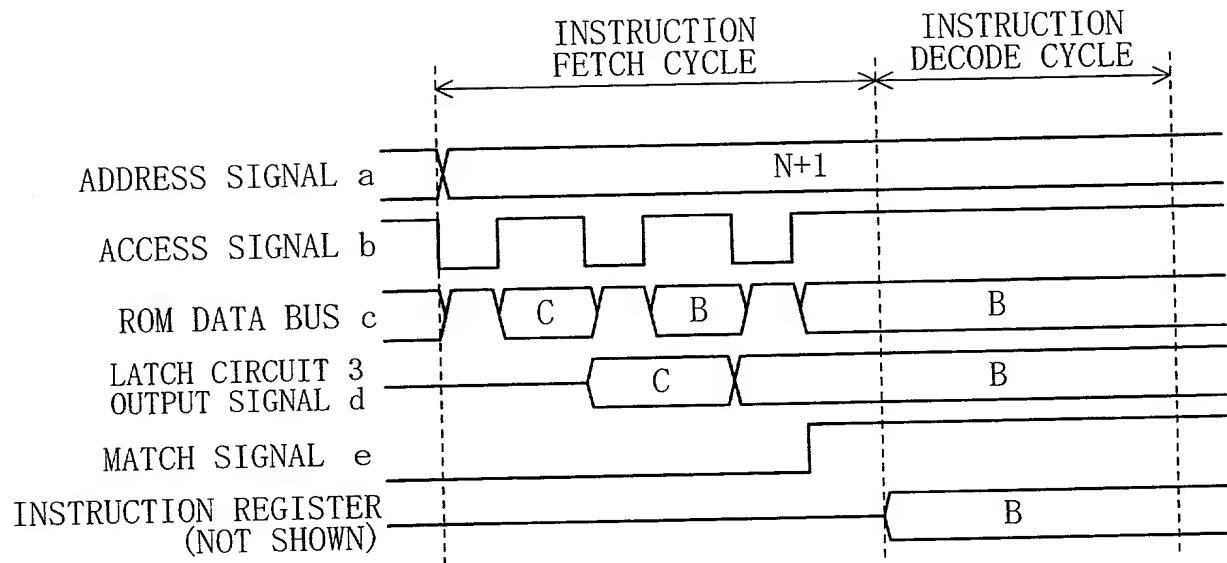 INSTRUCTION
FETCH CYCLE
INSTRUCTION
DECODE CYCLE
ADDRESS SIGNAL a
N+1
ACCESS SIGNAL b
ROM DATA BUS c
C
B
B
LATCH CIRCUIT 3
OUTPUT SIGNAL d
C
B
MATCH SIGNAL e
INSTRUCTION REGISTER
(NOT SHOWN)
B